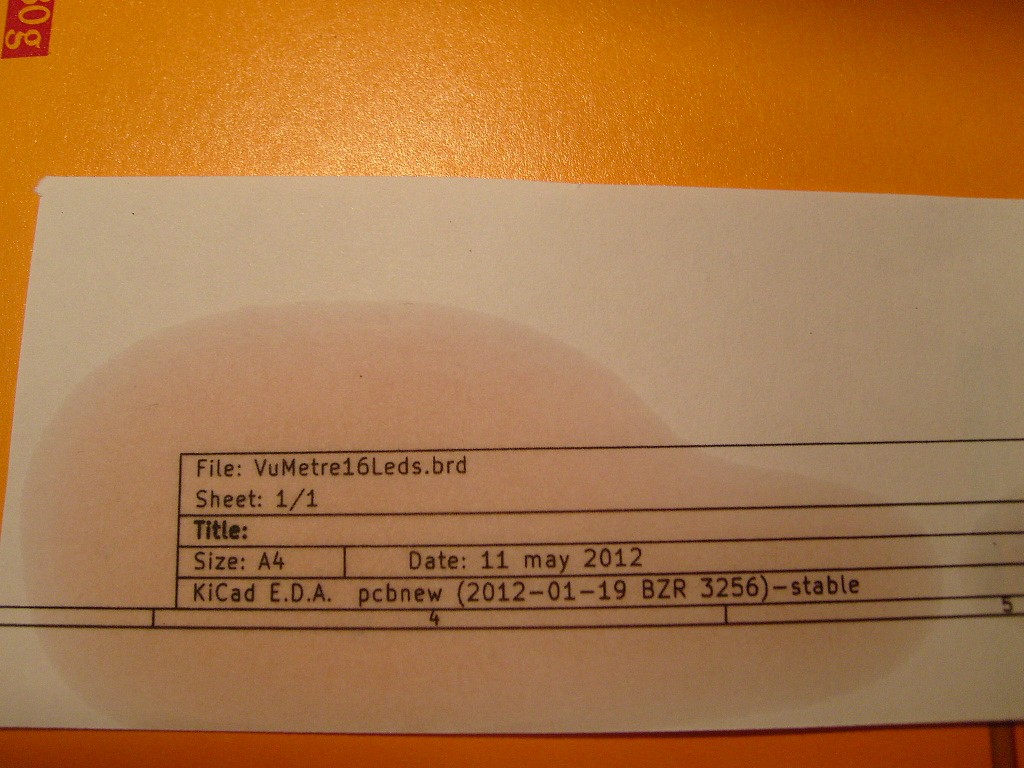 80g
File: VuMetre16Leds.brd
Sheet: 1/1
Title:
Size: A4 Date: 11 may 2012
KiCad E.D.A. pcbnew (2012-01-19 BZR 3256)-stable
4 5